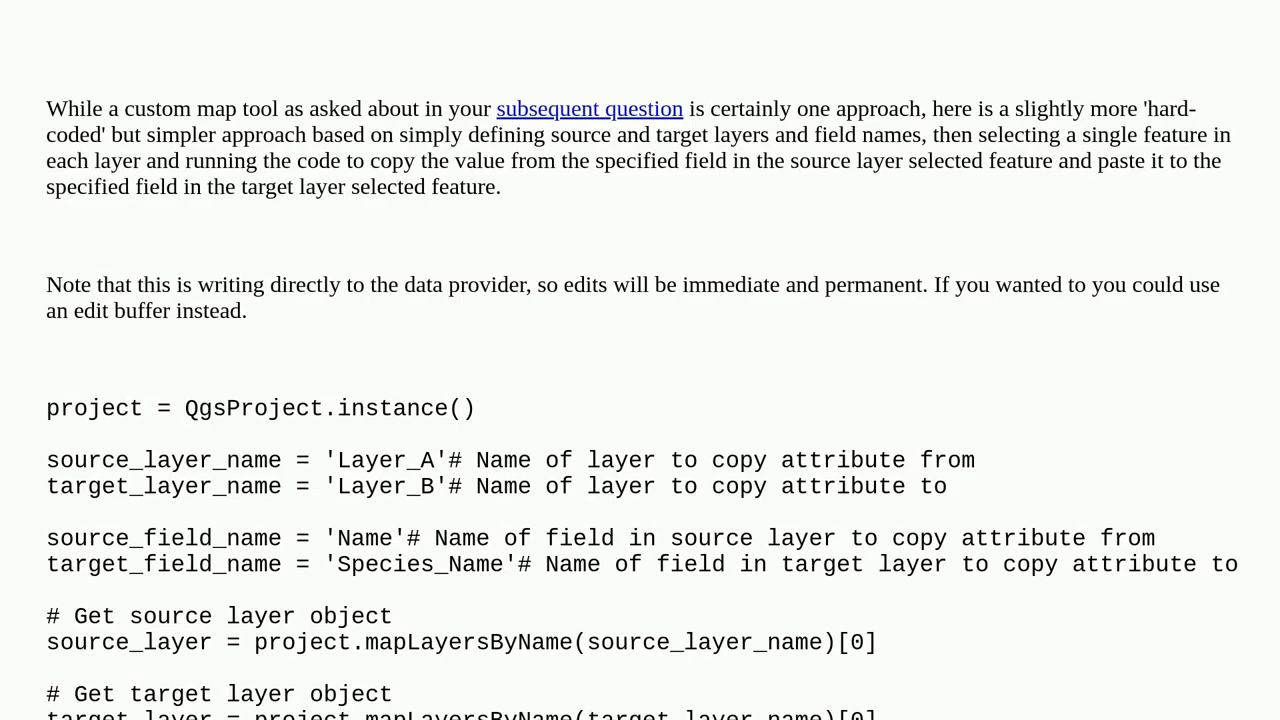 While a custom map tool as asked about in your subsequent question is certainly one approach, here is a slightly more 'hard-
coded' but simpler approach based on simply defining source and target layers and field names, then selecting a single feature in
each layer and running the code to copy the value from the specified field in the source layer selected feature and paste it to the
specified field in the target layer selected feature.
Note that this is writing directly to the data provider, so edits will be immediate and permanent. If you wanted to you could use
an edit buffer instead.
project = QgsProject.instance()
source_layer_name = 'Layer_A'# Name of layer to copy attribute from
target_layer_name = 'Layer_B'# Name of layer to copy attribute to
source_field_name = 'Name'# Name of field in source layer to copy attribute from
target_field_name = 'Species_Name'# Name of field in target layer to copy attribute to
# Get source layer object
source_layer = project.mapLayersByName(source_layer_name)[0]
# Get target layer object
target_layer = project.mapLayersByName(target_layer_name)[0]